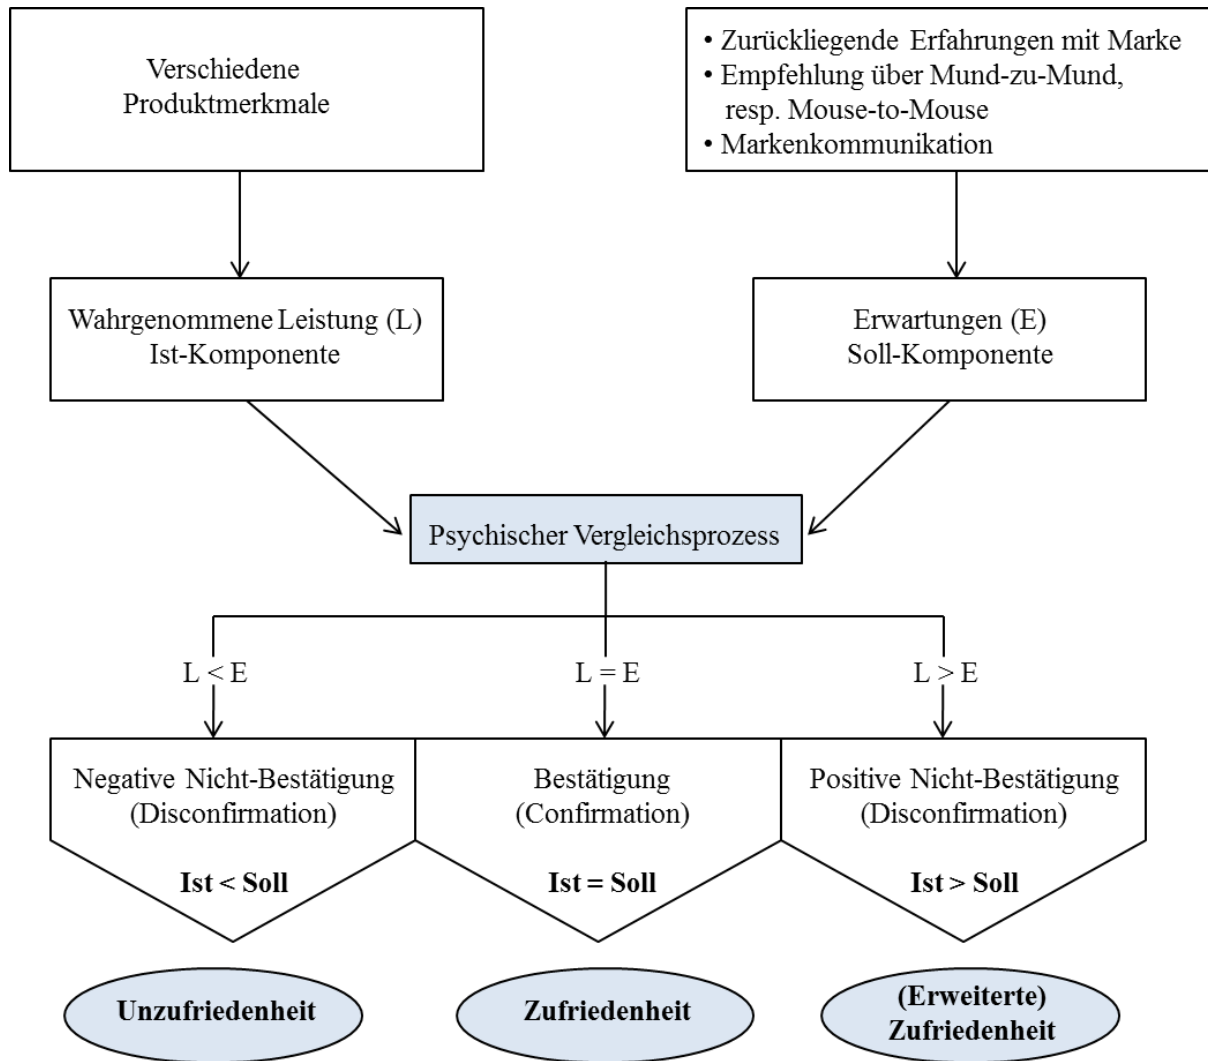 Verschiedene
Produktmerkmale
• Zurückliegende Erfahrungen mit Marke
• Empfehlung über Mund-zu-Mund,
resp. Mouse-to-Mouse
• Markenkommunikation
Wahrgenommene Leistung (L)
Ist-Komponente
Erwartungen (E)
Soll-Komponente
Psychischer Vergleichsprozess
L < E
L = E
L > E
Negative Nicht-Bestätigung
(Disconfirmation)
Ist < Soll
Bestätigung
(Confirmation)
Ist = Soll
Positive Nicht-Bestätigung
(Disconfirmation)
Ist > Soll
Unzufriedenheit
Zufriedenheit
(Erweiterte)
Zufriedenheit